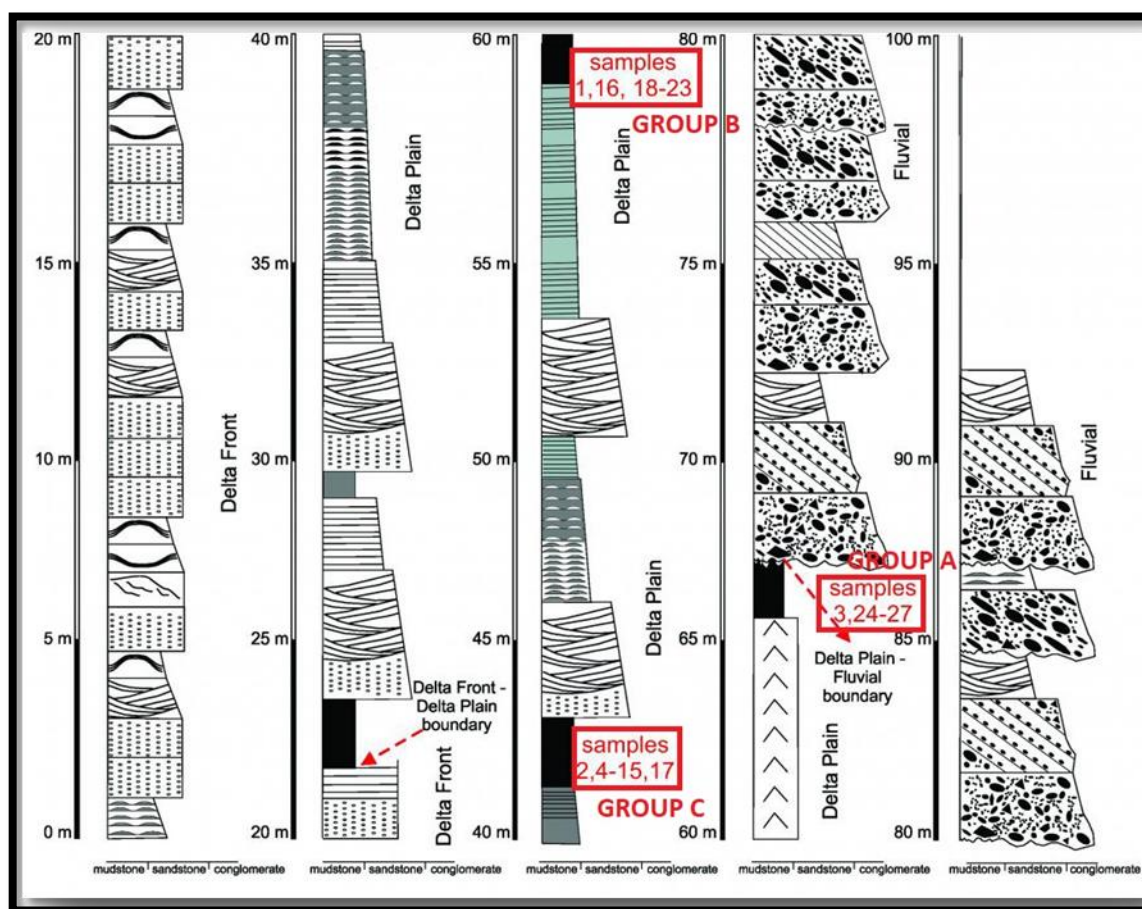 20 m
15 m
10 m
5 m
0 m
Delta Front
mudstone sandstone conglomerate
40 m
35 m
30 m
25 m
20 m
Delta Plain
Delta Front -
Delta Plain
boundary
Delta Front
mudstone sandstone conglomerate
60 m
55 m
50 m
45 m
40 m
samples
1,16, 18-23
GROUP B
Delta Plain
Delta Plain
samples
2,4-15,17
GROUP C
mudstone sandstone conglomerate
80 m
75 m
70 m
65 m
60 m
Fluvial
GROUP A
samples
3,24-27
Delta Plain -
Fluvial
boundary
Delta Plain
mudstone sandstone conglomerate
100 m
95 m
90 m
85 m
80 m
Fluvial
mudstone sandstone conglomerate